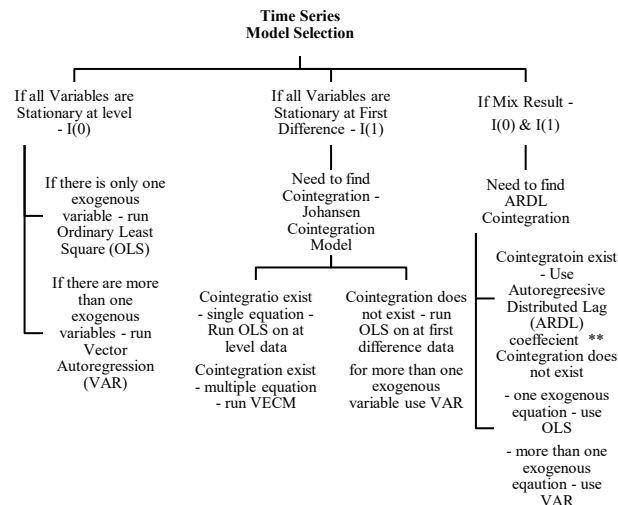 Time Series
Model Selection
If all Variables are
Stationary at level
- I(0)
If there is only one
exogenous
variable - run
Ordinary Least
Square (OLS)
If there are more
than one
exogenous
variables - run
Vector
Autoregression
(VAR)
If all Variables are
Stationary at First
Difference - I(1)
Need to find
Cointegration -
Johansen
Cointegration
Model
Cointegratio exist
- single equation -
Run OLS on at
level data
Cointegration exist
- multiple equation
- run VECM
Cointegration does
not exist - run
OLS on at first
difference data
for more than one
exogenous
variable use VAR
If Mix Result -
I(0) & I(1)
Need to find
ARDL
Cointegration
Cointegratoin exist
- Use
Autoregreesive
Distributed Lag
(ARDL)
coeffecient **
Cointegration does
not exist
- one exogenous
equation - use
OLS
- more than one
exogenous
eqaution - use
VAR